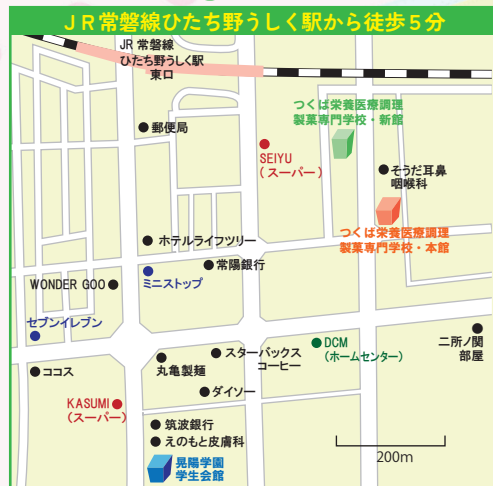 JR常磐線ひたち野うしく駅から徒歩5分
JR 常磐線
ひたち野うしく駅
東口
郵便局
つくば栄養医療調理
製菓専門学校・新館
SEIYU
(スーパー)
そうだ耳鼻
咽喉科
つくば栄養医療調理
製菓専門学校・本館
ホテルライフツリー
常陽銀行
WONDER GOO
ミニストップ
セブンイレブン
DCM
(ホームセンター)
二所ノ関
部屋
スターバックス
コーヒー
丸亀製麺
ココス
ダイソー
KASUMI
(スーパー)
筑波銀行
えのもと皮膚科
晃陽学園
学生会館
200m